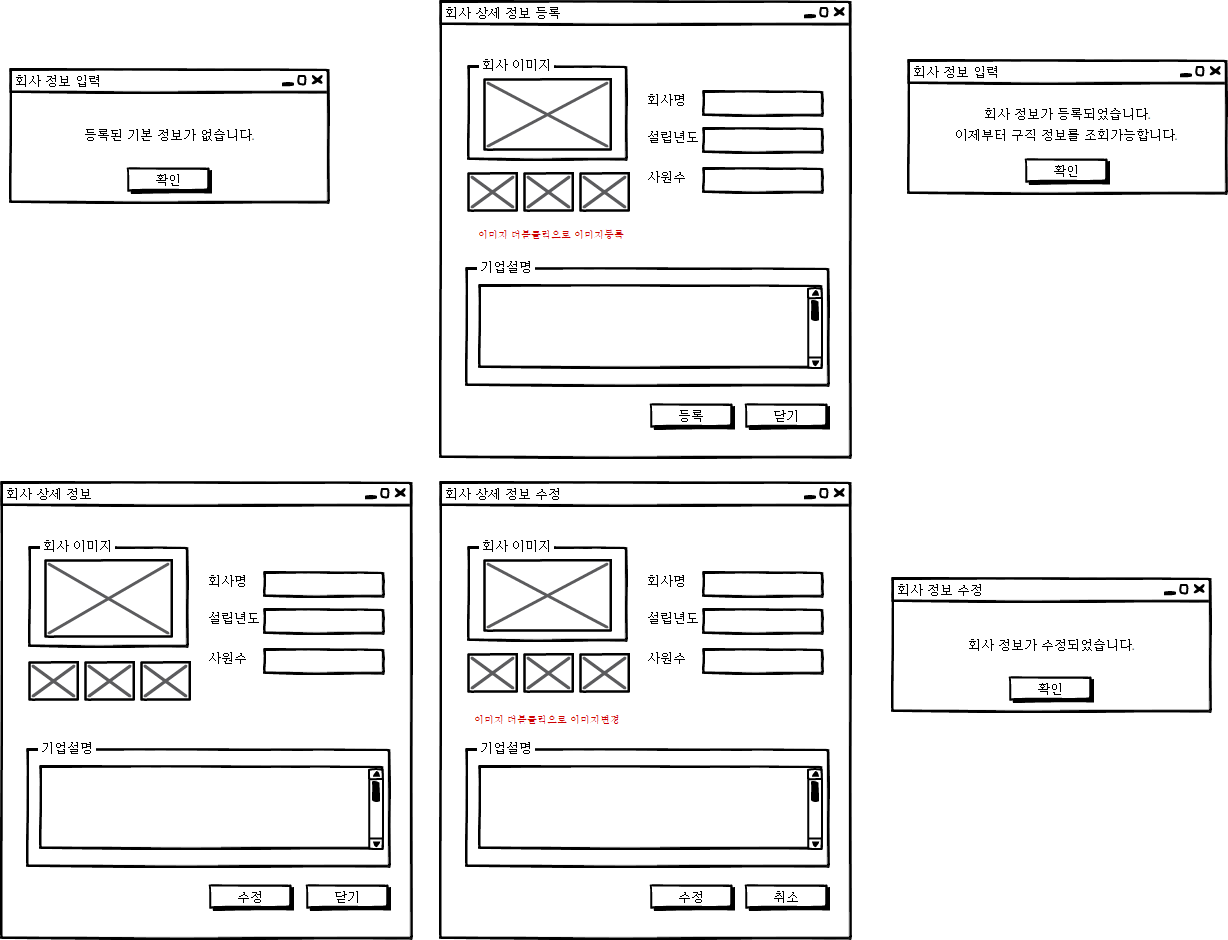 회사 정보 입력
등록된 기본 정보가 없습니다.
확인
회사 상세 정보 등록
회사 이미지
회사명
설립년도
사원수
이미지 더블클릭으로 이미지등록
기업설명
등록
닫기
회사 정보 입력
회사 정보가 등록되었습니다.
이제부터 구직 정보를 조회가능합니다.
확인
회사 상세 정보
회사 이미지
회사명
설립년도
사원수
기업설명
수정
닫기
회사 상세 정보 수정
회사 이미지
회사명
설립년도
사원수
이미지 더블클릭으로 이미지변경
기업설명
수정
취소
회사 정보 수정
회사 정보가 수정되었습니다.
확인